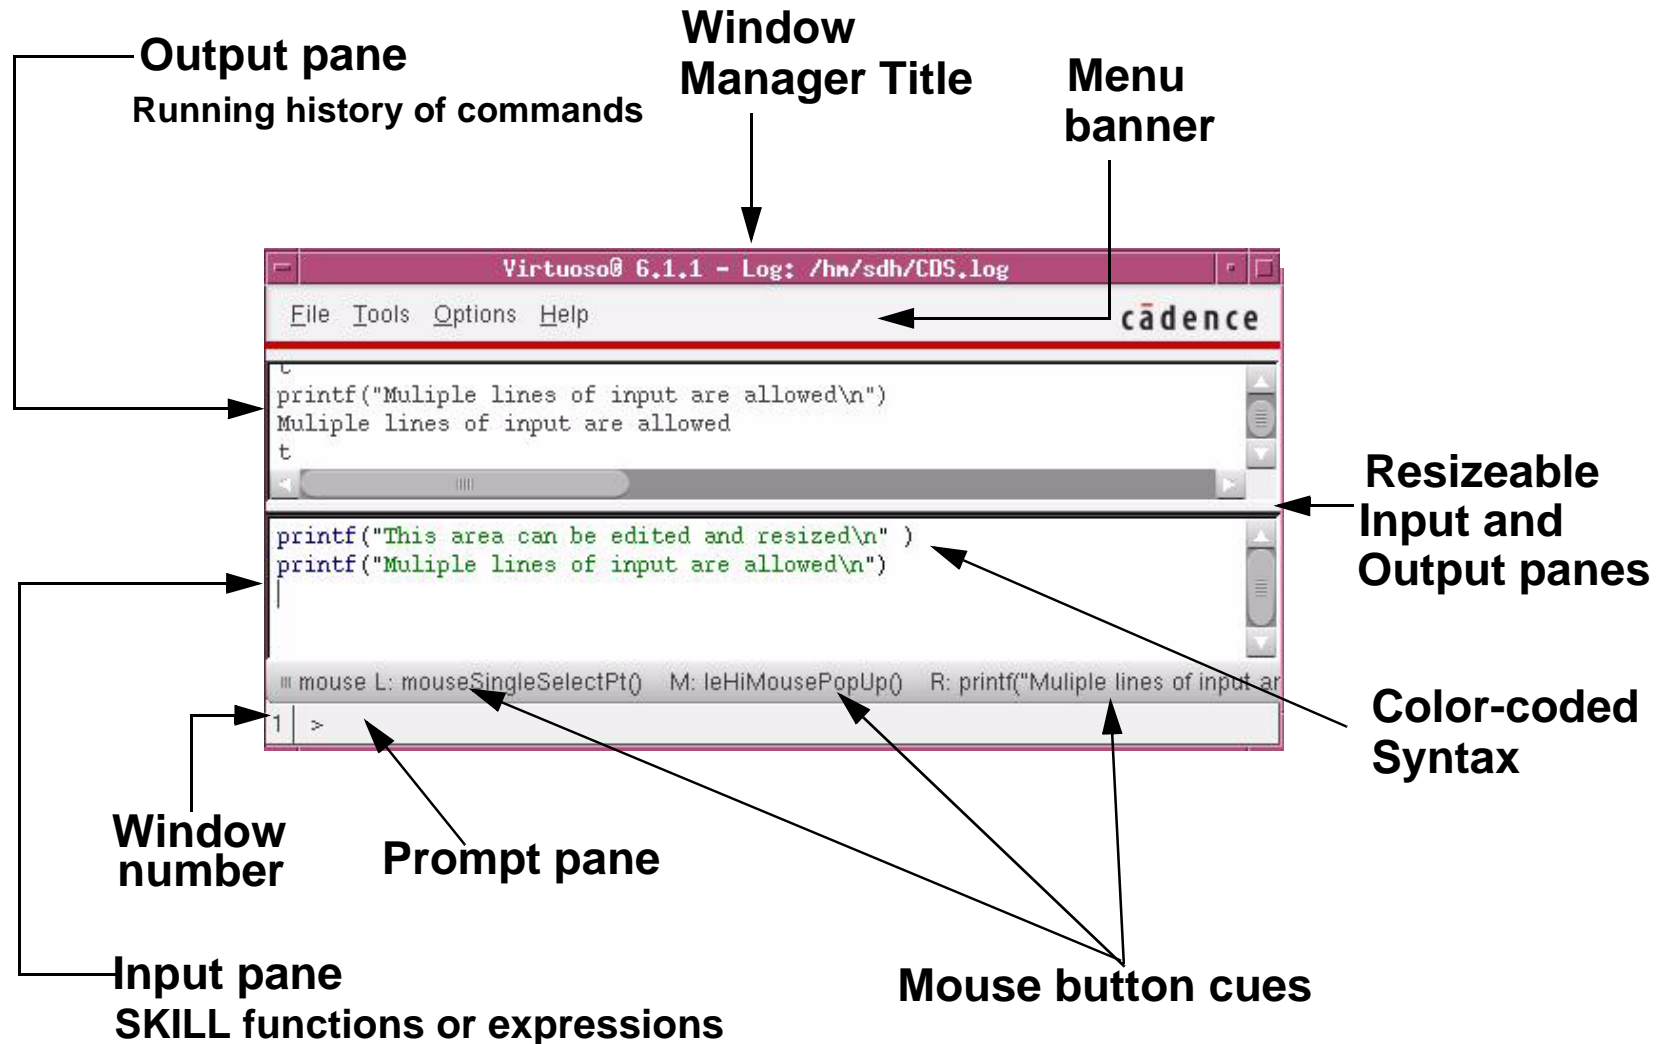 Output pane
Running history of commands
Window
Manager Title
Menu
banner
Virtuoso® 6.1.1 - Log: /hm/sdh/CDS.log
File Tools Options Help
cādence
printf("Muliple lines of input are allowed\n")
Muliple lines of input are allowed
t
Resizeable
Input and
Output panes
printf("This area can be edited and resized\n" )
printf("Muliple lines of input are allowed\n")
mouse L: mouseSingleSelectPt() M: leHiMousePopUp() R: printf("Muliple lines of input ar
1 >
Color-coded
Syntax
Window
number
Prompt pane
Input pane
SKILL functions or expressions
Mouse button cues